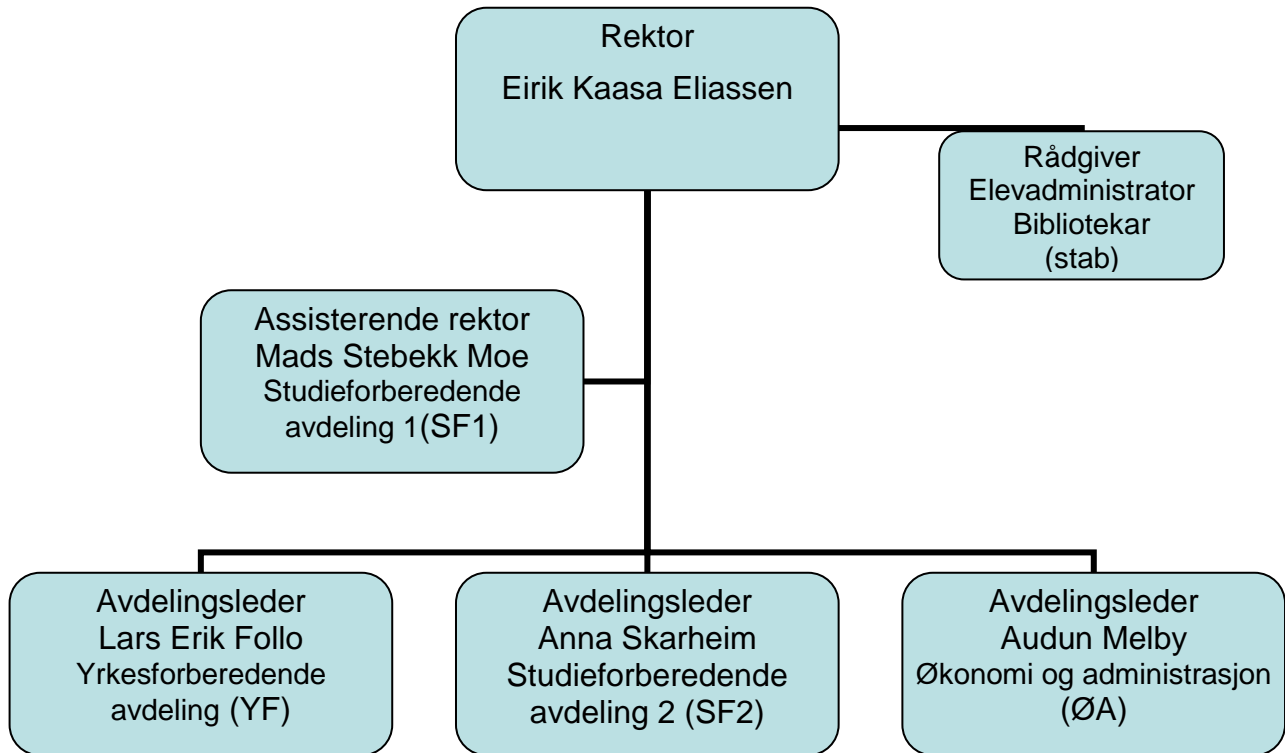 Rektor
Eirik Kaasa Eliassen
Rådgiver
Elevadministrator
Bibliotekar
(stab)
Assisterende rektor
Mads Stebekk Moe
Studieforberedende
avdeling 1(SF1)
Avdelingsleder
Lars Erik Follo
Yrkesforberedende
avdeling (YF)
Avdelingsleder
Anna Skarheim
Studieforberedende
avdeling 2 (SF2)
Avdelingsleder
Audun Melby
Økonomi og administrasjon
(ØA)